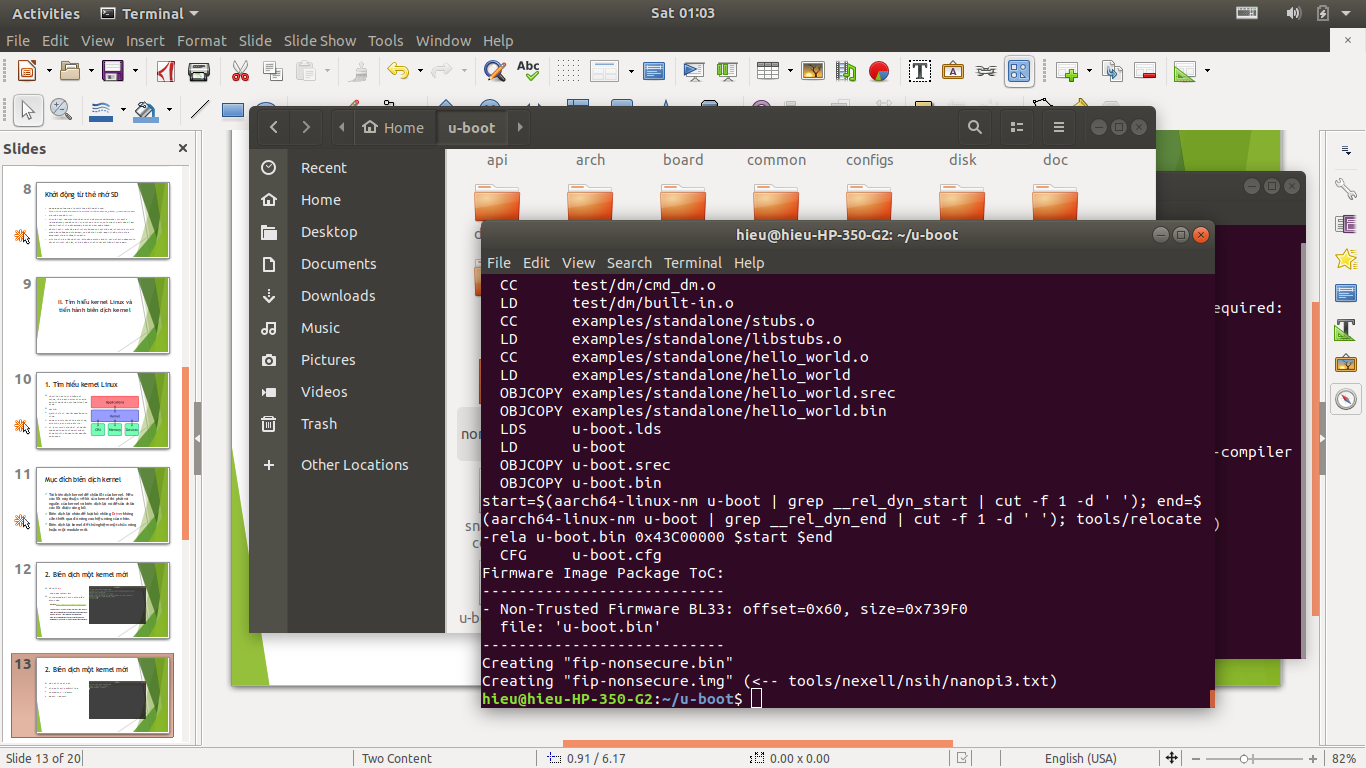 Activities
Terminal
Sat 01:03
File Edit View Insert Format Slide Slide Show Tools Window Help
Abc
Slides
Home
u-boot
api
arch
board
common
configs
disk
doc
Recent
Home
Desktop
Documents
Downloads
Music
Pictures
Videos
Trash
Other Locations
8
Khởi động từ thẻ nhớ SD
9
II. Tìm hiểu kernel Linux và
tiến hành biên dịch kernel
10
1. Tìm hiểu kernel Linux
Applications
Kernel
CPU
Memory
Devices
11
Mục đích biên dịch kernel
12
2. Biên dịch một kernel mới
13
2. Biên dịch một kernel mới
hieu@hieu-HP-350-G2: ~/u-boot
File Edit View Search Terminal Help
CC test/dm/cmd_dm.o
LD test/dm/built-in.o
CC examples/standalone/stubs.o
LD examples/standalone/libstubs.o
CC examples/standalone/hello_world.o
LD examples/standalone/hello_world
OBJCOPY examples/standalone/hello_world.srec
OBJCOPY examples/standalone/hello_world.bin
LDS u-boot.lds
LD u-boot
OBJCOPY u-boot.srec
OBJCOPY u-boot.bin
start=$(aarch64-linux-nm u-boot | grep __rel_dyn_start | cut -f 1 -d ' '); end=$
(aarch64-linux-nm u-boot | grep __rel_dyn_end | cut -f 1 -d ' '); tools/relocate
-rela u-boot.bin 0x43C00000 $start $end
CFG u-boot.cfg
Firmware Image Package ToC:
---------------------------
- Non-Trusted Firmware BL33: offset=0x60, size=0x739F0
file: 'u-boot.bin'
---------------------------
Creating "fip-nonsecure.bin"
Creating "fip-nonsecure.img" (<-- tools/nexell/nsih/nanopi3.txt)
hieu@hieu-HP-350-G2:~/u-boot$
equired:
-compiler
)
Slide 13 of 20
Two Content
0.91 / 6.17
0.00 x 0.00
English (USA)
82%